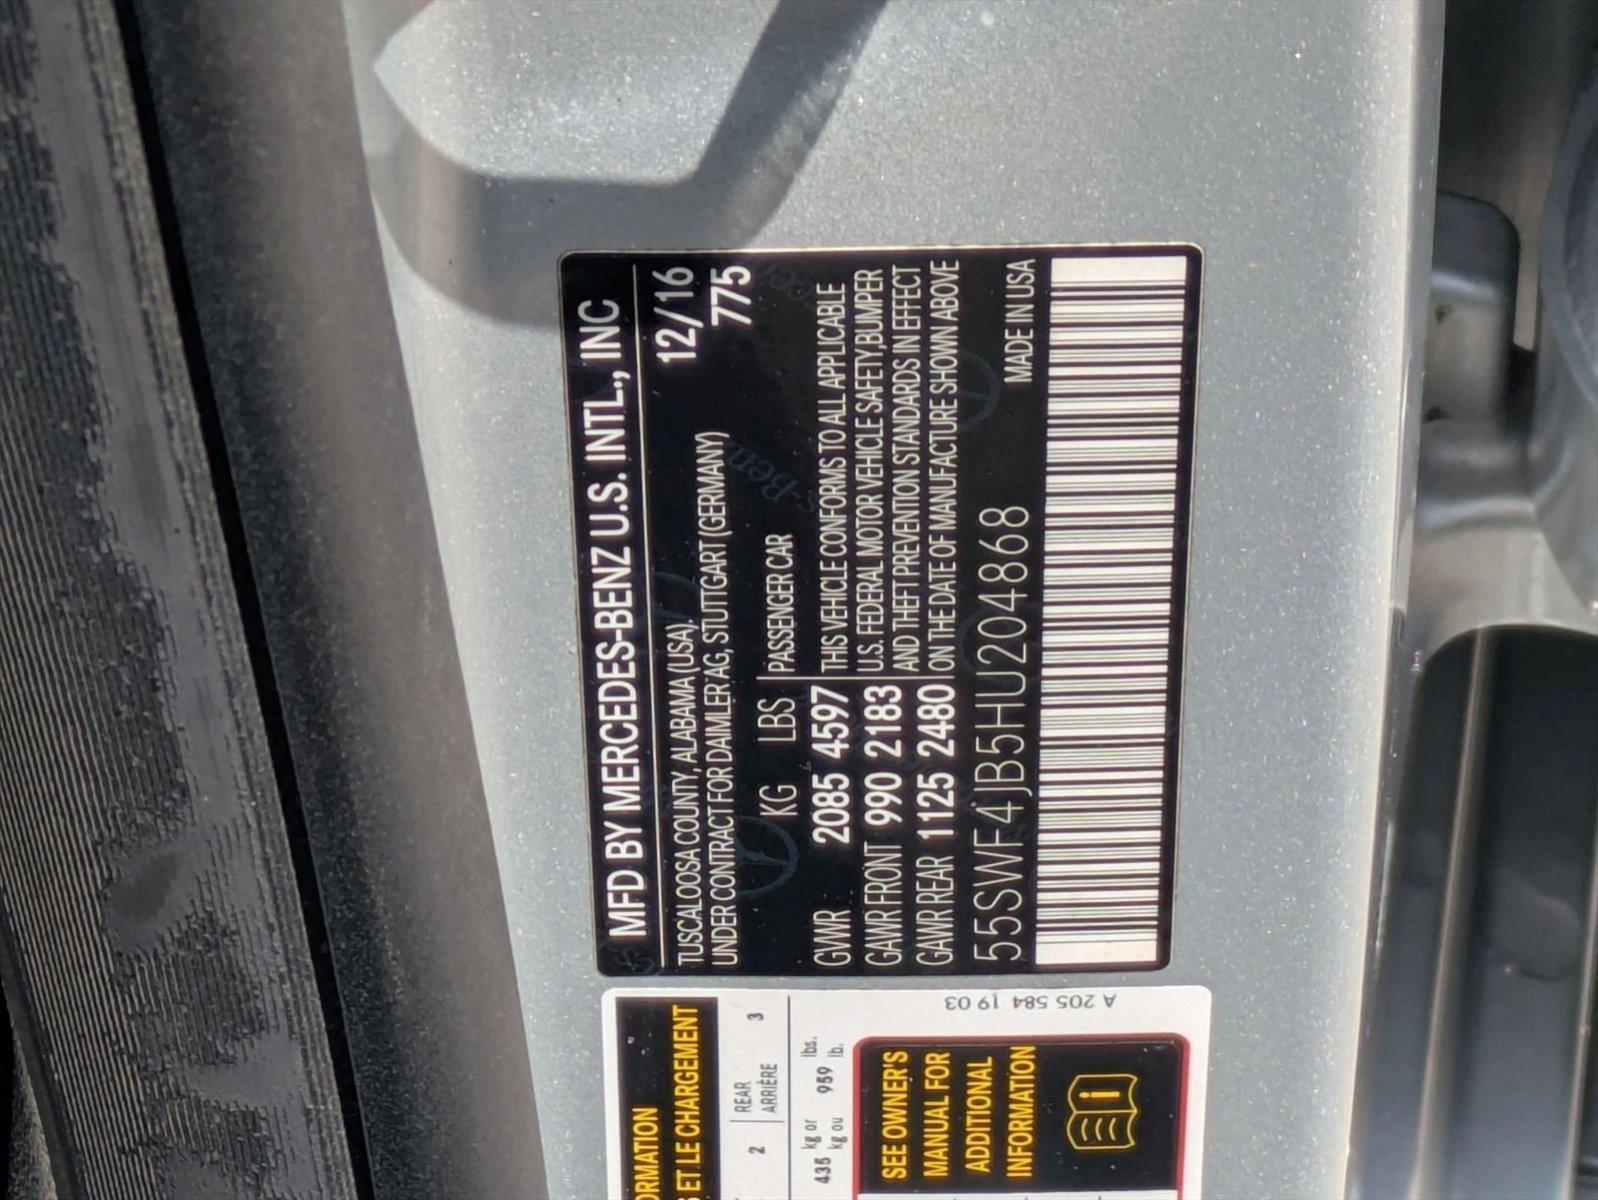 MFD BY MERCEDES-BENZ U.S. INTL., INC
TUSCALOOSA COUNTY, ALABAMA (USA) 12/16
UNDER CONTRACT FOR DAIMLER AG, STUTTGART (GERMANY) 775
KG LBS PASSENGER CAR
GVWR 2085 4597 THIS VEHICLE CONFORMS TO ALL APPLICABLE
GAWR FRONT 990 2183 U.S. FEDERAL MOTOR VEHICLE SAFETY, BUMPER
GAWR REAR 1125 2480 AND THEFT PREVENTION STANDARDS IN EFFECT
ON THE DATE OF MANUFACTURE SHOWN ABOVE
55SWF4JB5HU204868 MADE IN USA
ORMATION
S ET LE CHARGEMENT
2 REAR 3
ARRIÈRE
435 kg or 959 lbs.
kg ou lb.
SEE OWNER'S
MANUAL FOR
ADDITIONAL
INFORMATION
i
A 205 584 19 03